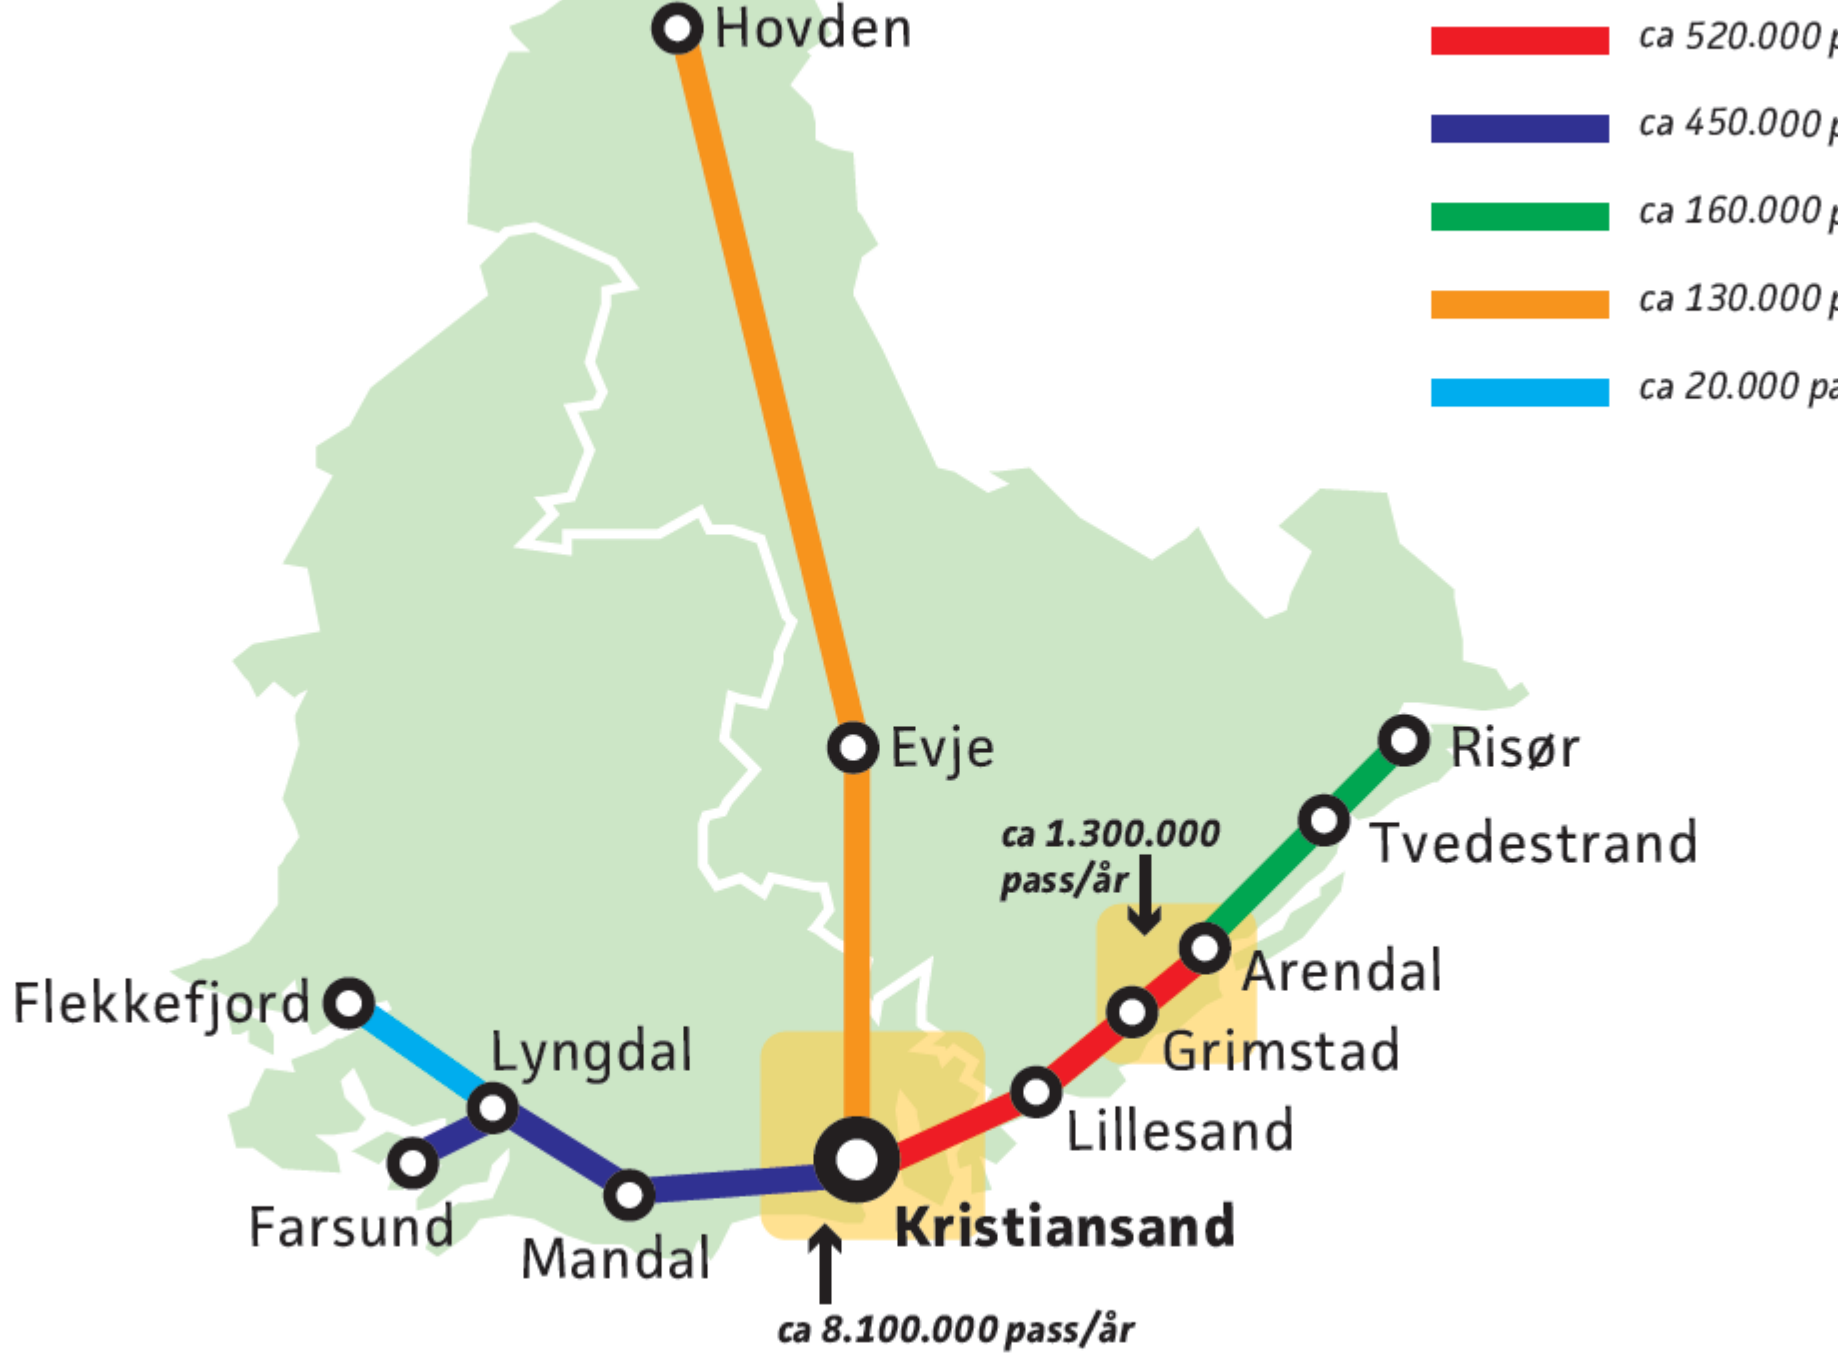 Hovden
ca 520.000
ca 450.000
ca 160.000
ca 130.000
ca 20.000
Evje
Risør
ca 1.300.000
pass/år
Tvedestrand
Arendal
Flekkefjord
Lyngdal
Grimstad
Lillesand
Farsund
Mandal
Kristiansand
ca 8.100.000 pass/år